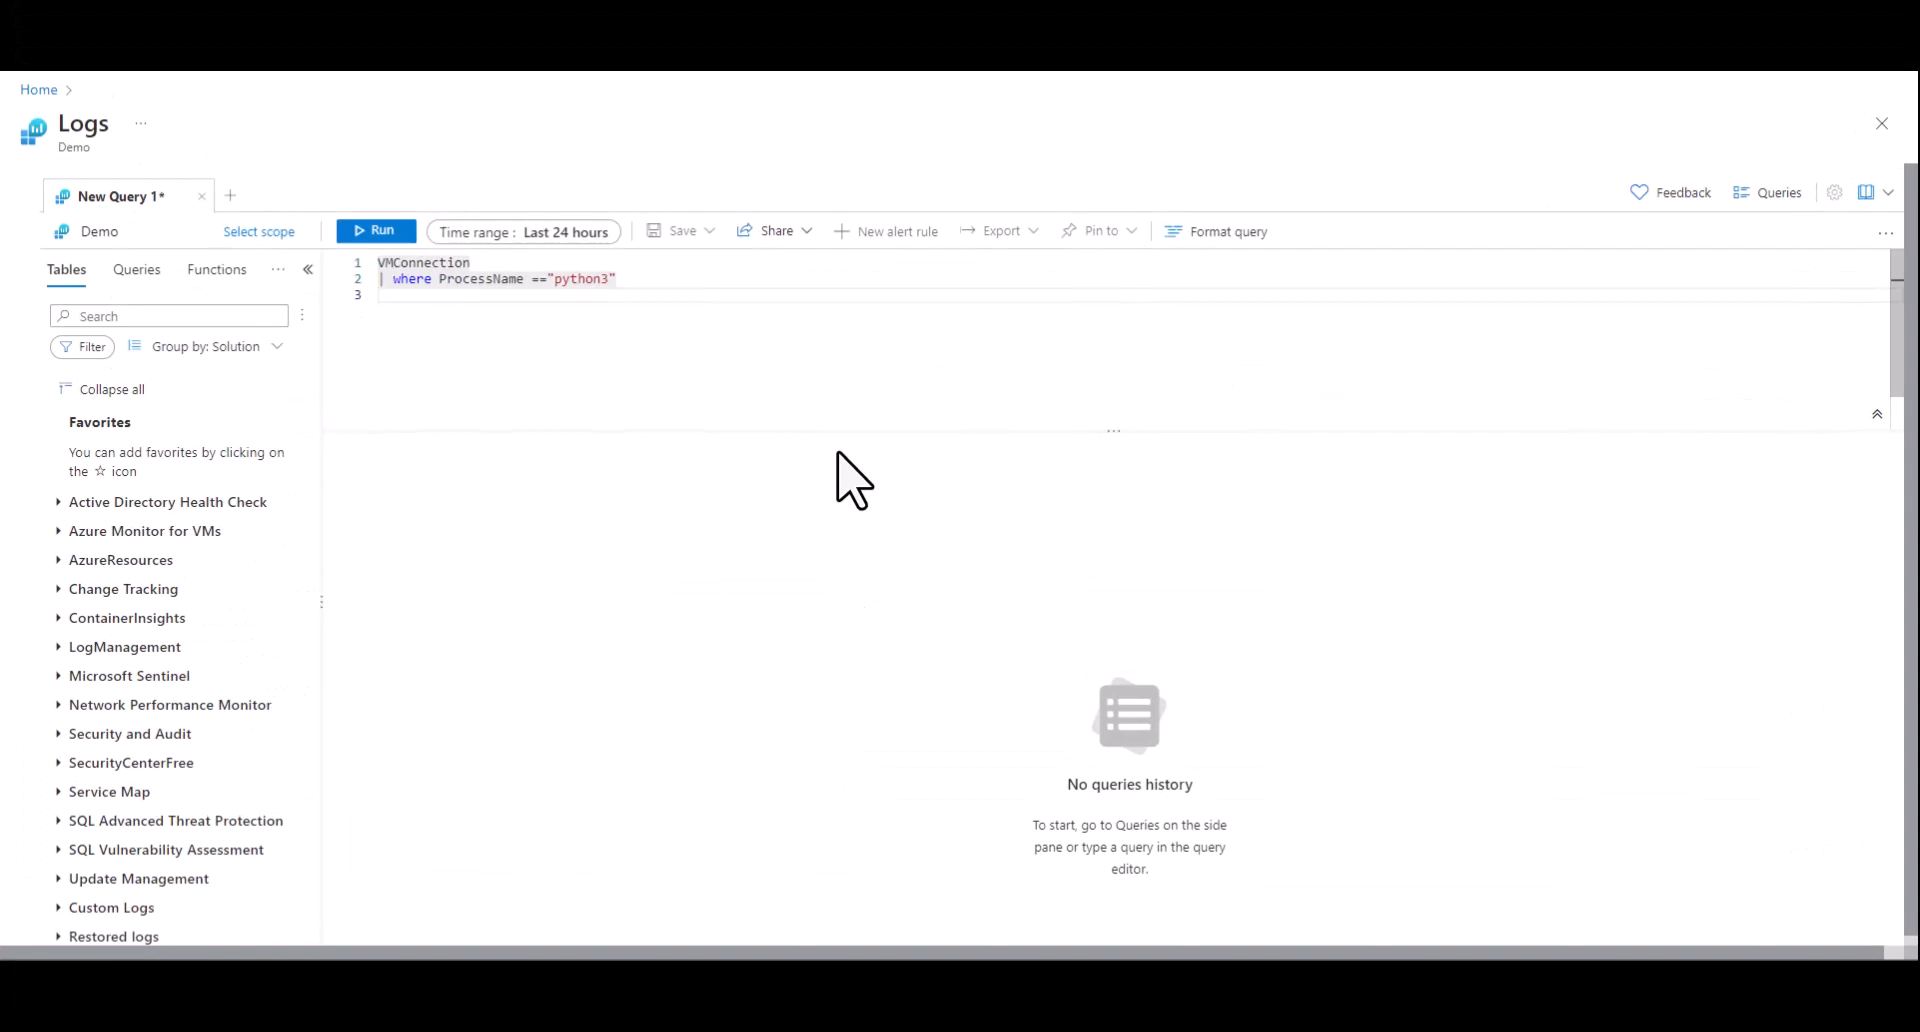 Home
Logs ...
Demo
New Query 1*
Feedback
Queries
Demo
Select scope
Run
Time range : Last 24 hours
Save
Share
New alert rule
Export
Pin to
Format query
...
Tables
Queries
Functions
...
1 VMConnection
2 | where ProcessName =="python3"
3
Search
Filter
Group by: Solution
Collapse all
Favorites
You can add favorites by clicking on
the ☆ icon
Active Directory Health Check
Azure Monitor for VMs
AzureResources
Change Tracking
ContainerInsights
LogManagement
Microsoft Sentinel
Network Performance Monitor
Security and Audit
SecurityCenterFree
Service Map
SQL Advanced Threat Protection
SQL Vulnerability Assessment
Update Management
Custom Logs
Restored logs
No queries history
To start, go to Queries on the side
pane or type a query in the query
editor.